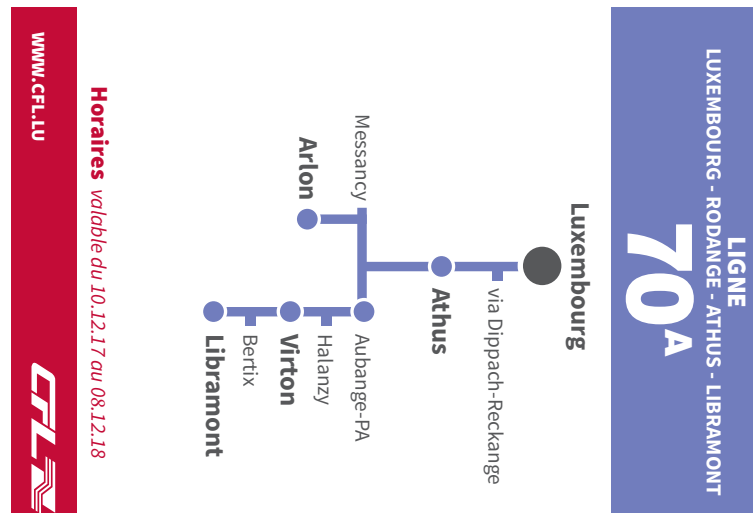 LIGNE
70A
LUXEMBOURG - RODANGE - ATHUS - LIBRAMONT
Luxembourg
via Dippach-Reckange
Athus
Messancy
Aubange-PA
Arlon
Halanzy
Virton
Bertix
Libramont
Horaires valable du 10.12.17 au 08.12.18
WWW.CFL.LU
CFL